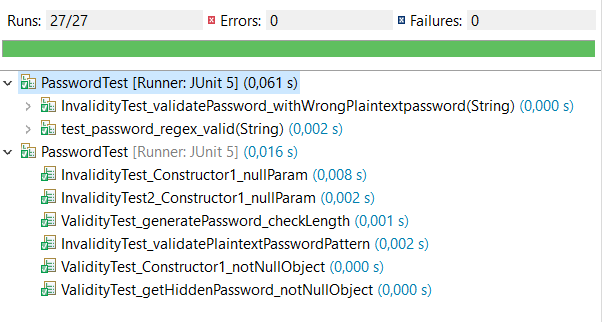 Runs: 27/27 Errors: 0 Failures: 0
PasswordTest [Runner: JUnit 5] (0,061 s)
InvalidityTest_validatePassword_withWrongPlaintextpassword(String) (0,000 s)
test_password_regex_valid(String) (0,002 s)
PasswordTest [Runner: JUnit 5] (0,016 s)
InvalidityTest_Constructor1_nullParam (0,008 s)
InvalidityTest2_Constructor1_nullParam (0,002 s)
ValidityTest_generatePassword_checkLength (0,001 s)
InvalidityTest_validatePlaintextPasswordPattern (0,002 s)
ValidityTest_Constructor1_notNullObject (0,000 s)
ValidityTest_getHiddenPassword_notNullObject (0,000 s)